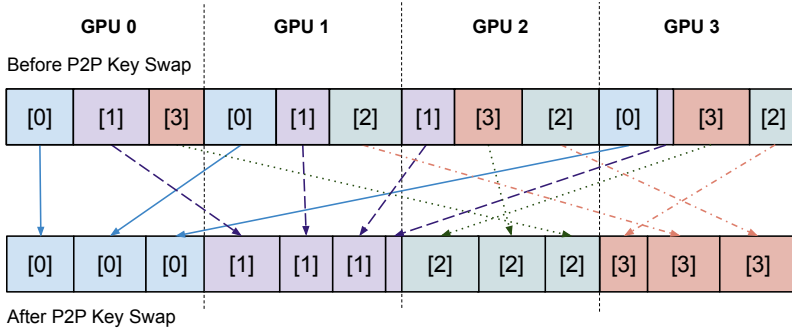 GPU 0 GPU 1 GPU 2 GPU 3
Before P2P Key Swap
[0] [1] [3] [0] [1] [2] [1] [3] [2] [0] [3] [2]
[0] [0] [0] [1] [1] [1] [2] [2] [2] [3] [3] [3]
After P2P Key Swap